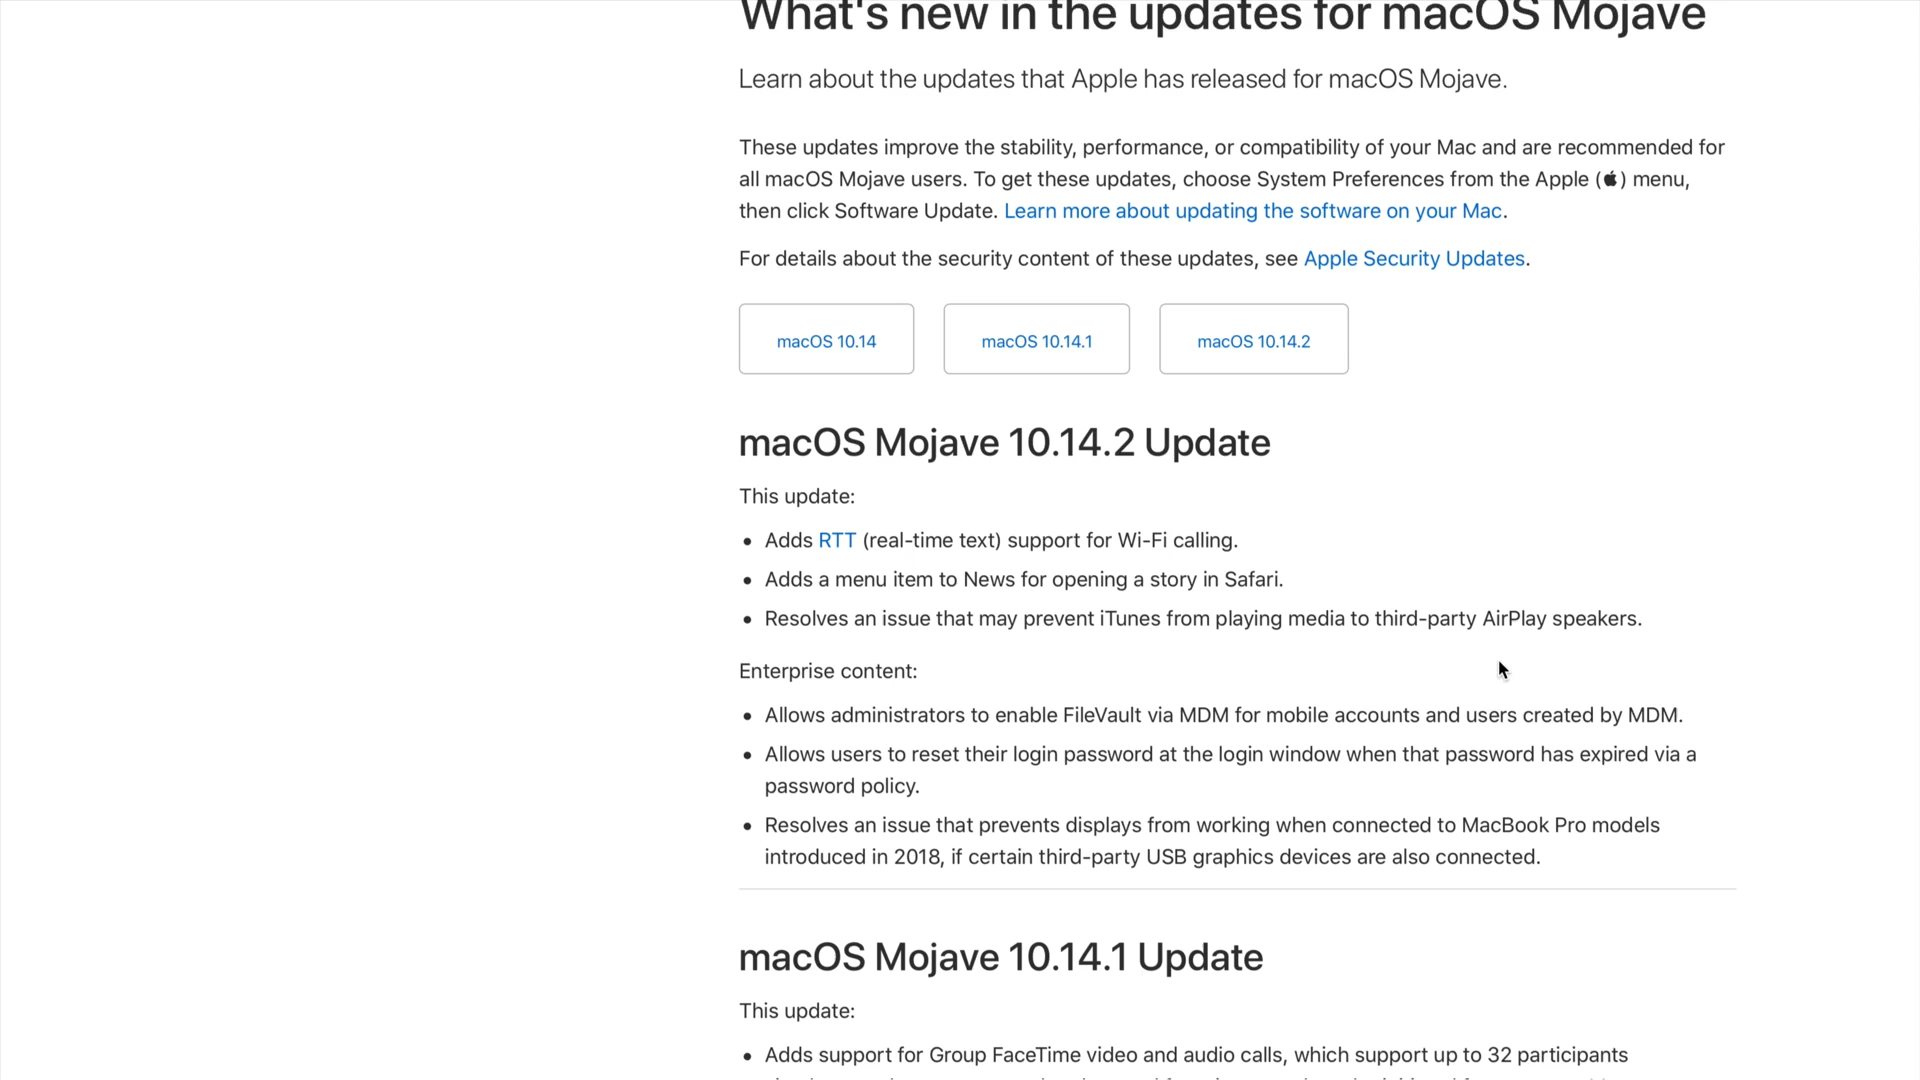 What's new in the updates for macOS Mojave
Learn about the updates that Apple has released for macOS Mojave.
These updates improve the stability, performance, or compatibility of your Mac and are recommended for
all macOS Mojave users. To get these updates, choose System Preferences from the Apple () menu,
then click Software Update. Learn more about updating the software on your Mac.
For details about the security content of these updates, see Apple Security Updates.
macOS 10.14
macOS 10.14.1
macOS 10.14.2
macOS Mojave 10.14.2 Update
This update:
• Adds RTT (real-time text) support for Wi-Fi calling.
• Adds a menu item to News for opening a story in Safari.
• Resolves an issue that may prevent iTunes from playing media to third-party AirPlay speakers.
Enterprise content:
• Allows administrators to enable FileVault via MDM for mobile accounts and users created by MDM.
• Allows users to reset their login password at the login window when that password has expired via a
password policy.
• Resolves an issue that prevents displays from working when connected to MacBook Pro models
introduced in 2018, if certain third-party USB graphics devices are also connected.
macOS Mojave 10.14.1 Update
This update:
• Adds support for Group FaceTime video and audio calls, which support up to 32 participants